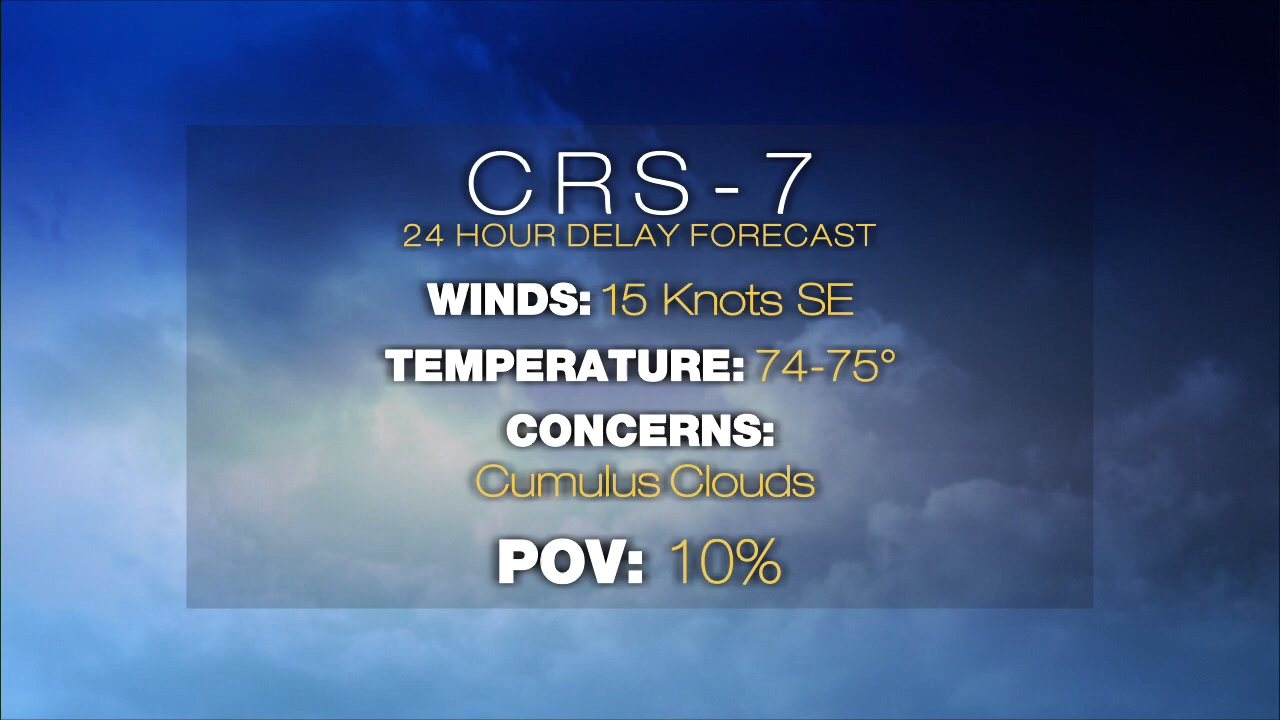 CRS-7
24 HOUR DELAY FORECAST
WINDS: 15 Knots SE
TEMPERATURE: 74-75°
CONCERNS:
Cumulus Clouds
POV: 10%